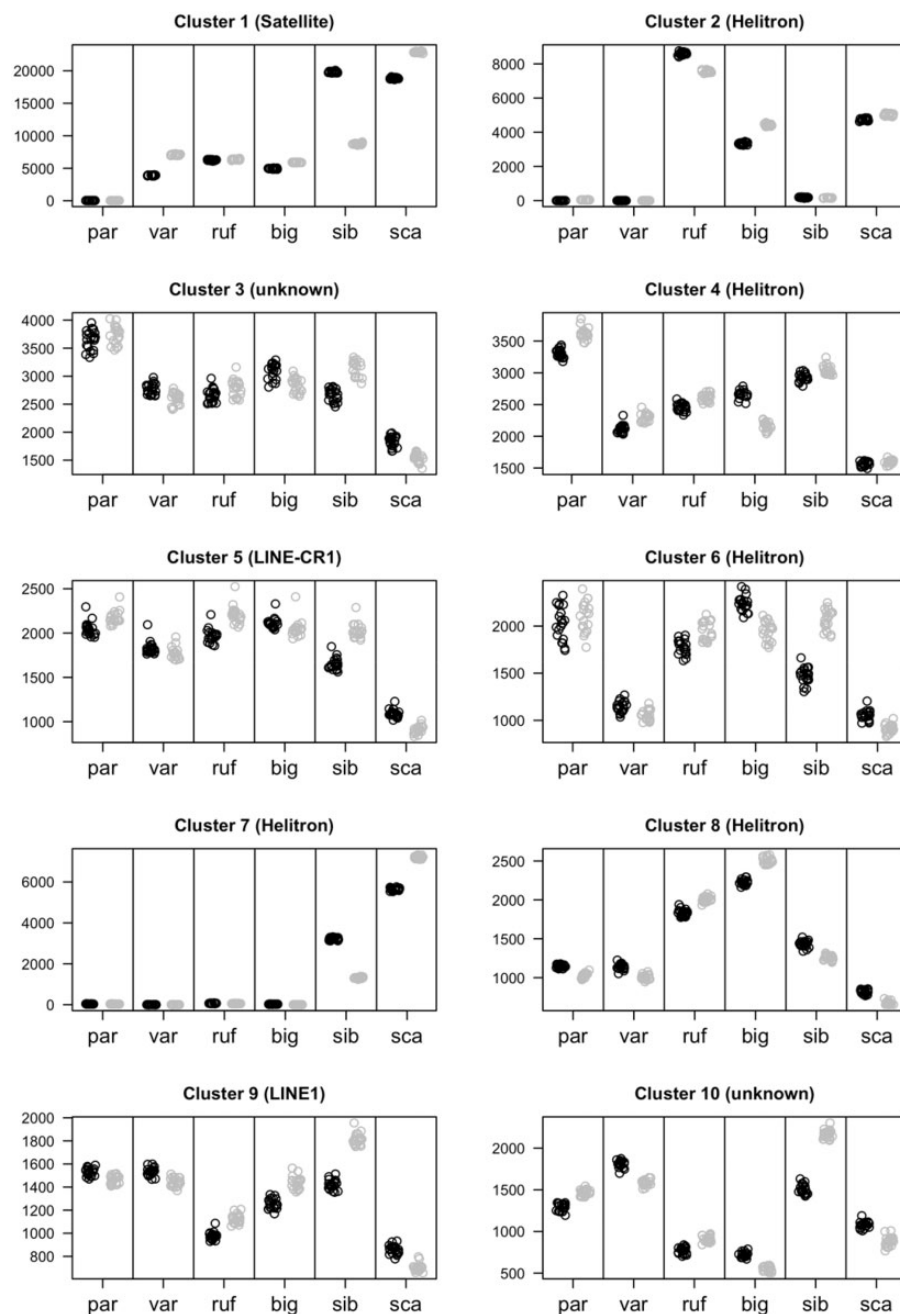 Cluster 1 (Satellite)
20000
15000
10000
5000
0
par var ruf big sib sca
Cluster 2 (Helitron)
8000
6000
4000
2000
0
par var ruf big sib sca
Cluster 3 (unknown)
4000
3500
3000
2500
2000
1500
par var ruf big sib sca
Cluster 4 (Helitron)
3500
3000
2500
2000
1500
par var ruf big sib sca
Cluster 5 (LINE-CR1)
2500
2000
1500
1000
par var ruf big sib sca
Cluster 6 (Helitron)
2000
1500
1000
par var ruf big sib sca
Cluster 7 (Helitron)
6000
4000
2000
0
par var ruf big sib sca
Cluster 8 (Helitron)
2500
2000
1500
1000
par var ruf big sib sca
Cluster 9 (LINE1)
2000
1800
1600
1400
1200
1000
800
par var ruf big sib sca
Cluster 10 (unknown)
2000
1500
1000
500
par var ruf big sib sca